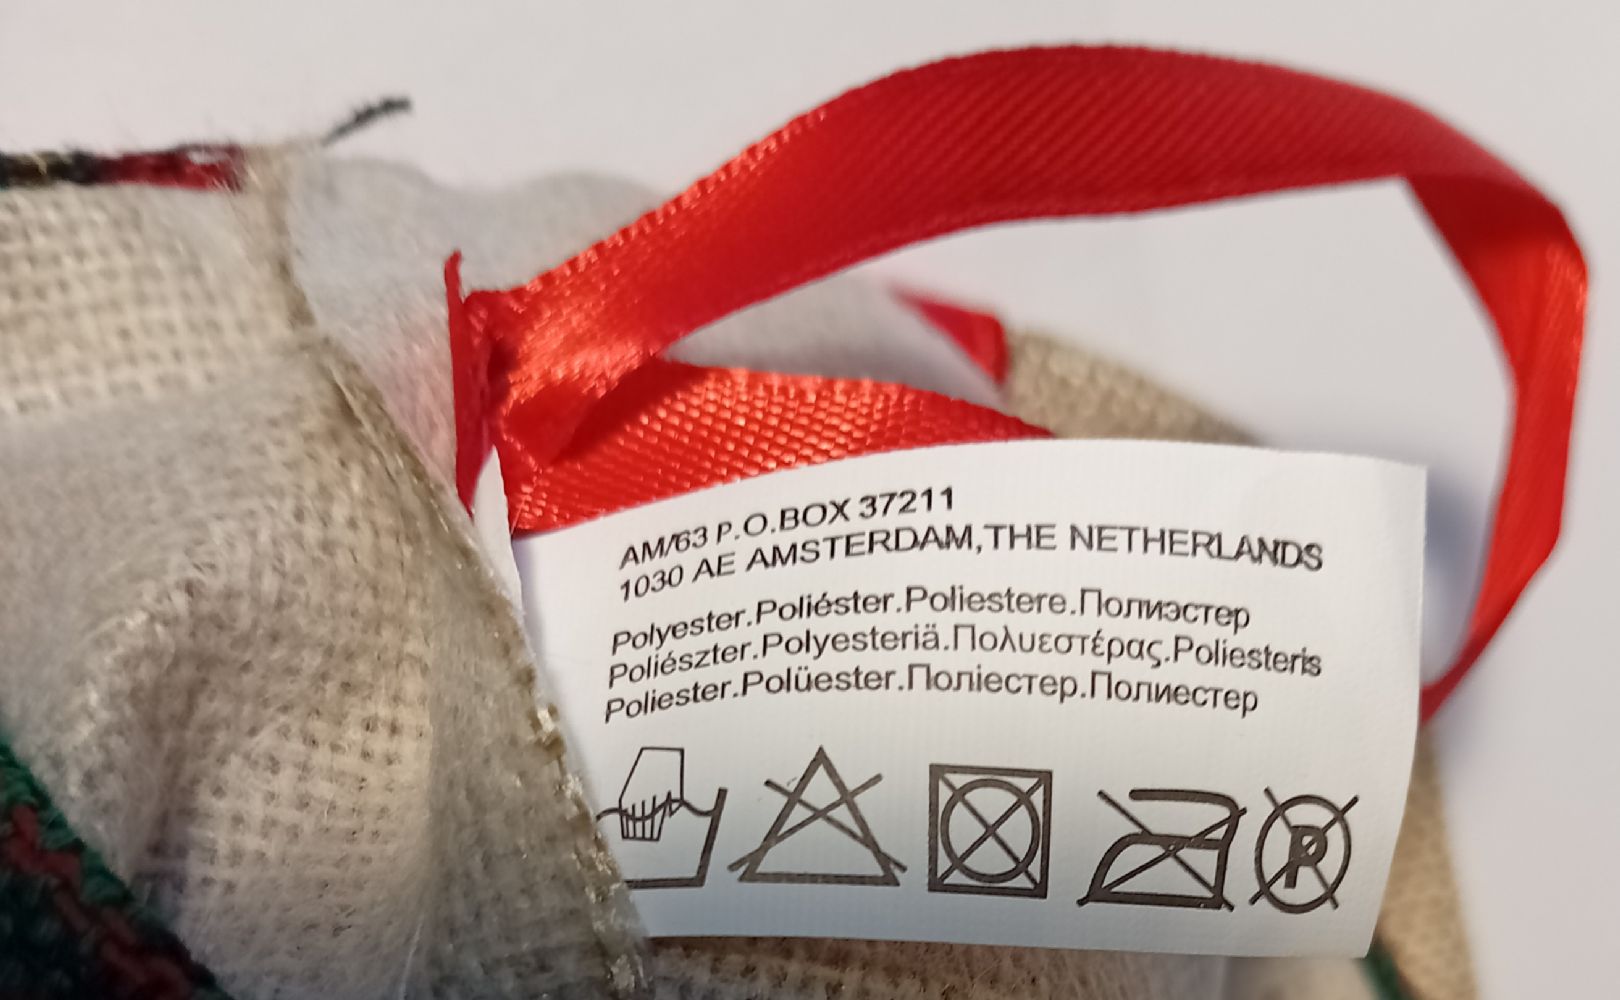 AM/63 P.O.BOX 37211
1030 AE AMSTERDAM,THE NETHERLANDS
Polyester.Poliéster.Poliestere.Полиэстер
Poliészter.Polyesteriä.Πολυεστέρας.Poliesteris
Poliester.Polüester.Поліестер.Полиестер
P